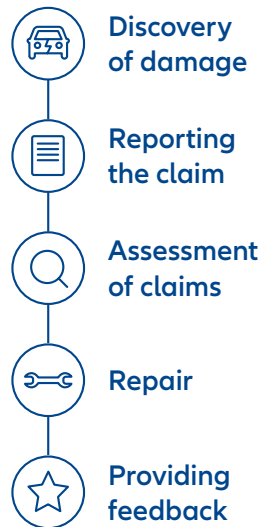 Discovery
of damage
Reporting
the claim
Assessment
of claims
Repair
Providing
feedback